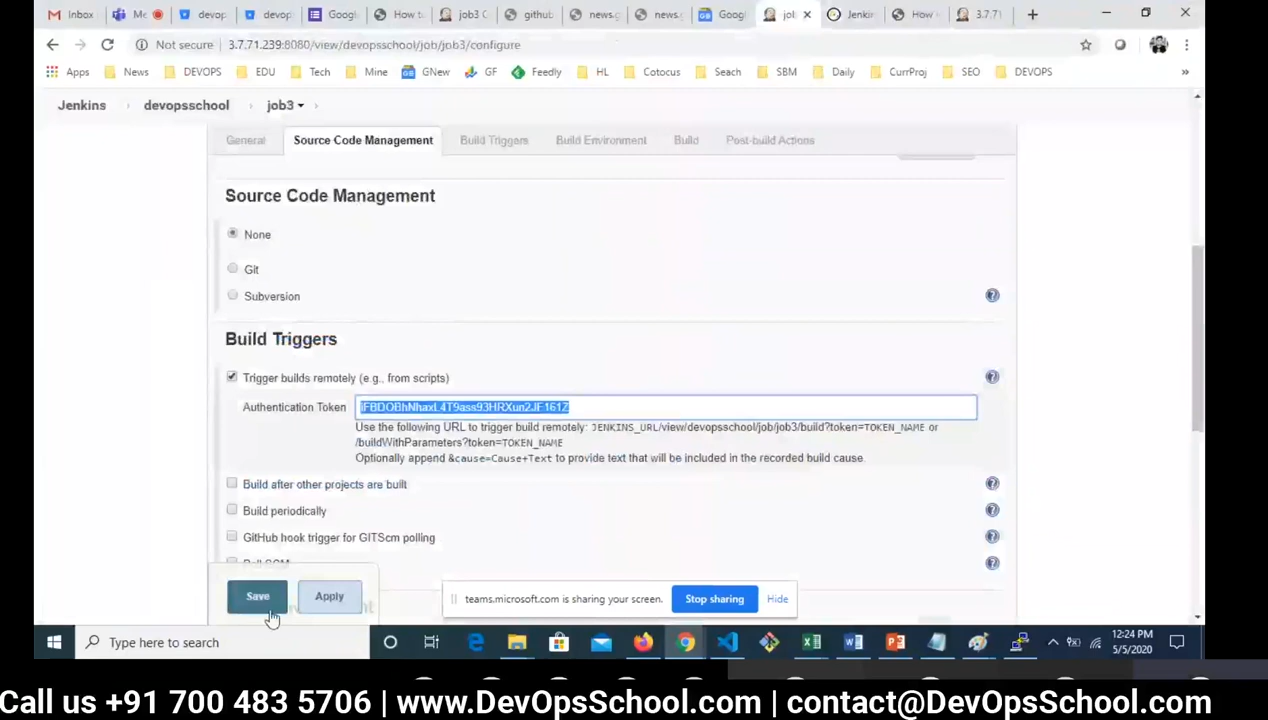 Inbox
Me
devop
devop
Googl
How t
job3 C
github
news.
news.
Goog
jol
Jenkin
How
3.7.71
Not secure
3.7.71.239:8080/view/devopsschool/job/job3/configure
Apps
News
DEVOPS
EDU
Tech
Mine
GNew
GF
Feedly
HL
Cotocus
Seach
SBM
Daily
CurrProj
SEO
DEVOPS
»
Jenkins
devopsschool
job3
General
Source Code Management
Build Triggers
Build Environment
Build
Post-build Actions
Source Code Management
None
Git
Subversion
Build Triggers
Trigger builds remotely (e.g., from scripts)
Authentication Token
Use the following URL to trigger build remotely: JENKINS_URL/view/devopsschool/job/job3/build?token=TOKEN_NAME or
/buildWithParameters?token=TOKEN_NAME
Optionally append &cause=Cause+Text to provide text that will be included in the recorded build cause.
Build after other projects are built
Build periodically
GitHub hook trigger for GITScm polling
Save
Apply
teams.microsoft.com is sharing your screen.
Stop sharing
Hide
Type here to search
12:24 PM
5/5/2020
Call us +91 700 483 5706 | www.DevOpsSchool.com | contact@DevOpsSchool.com